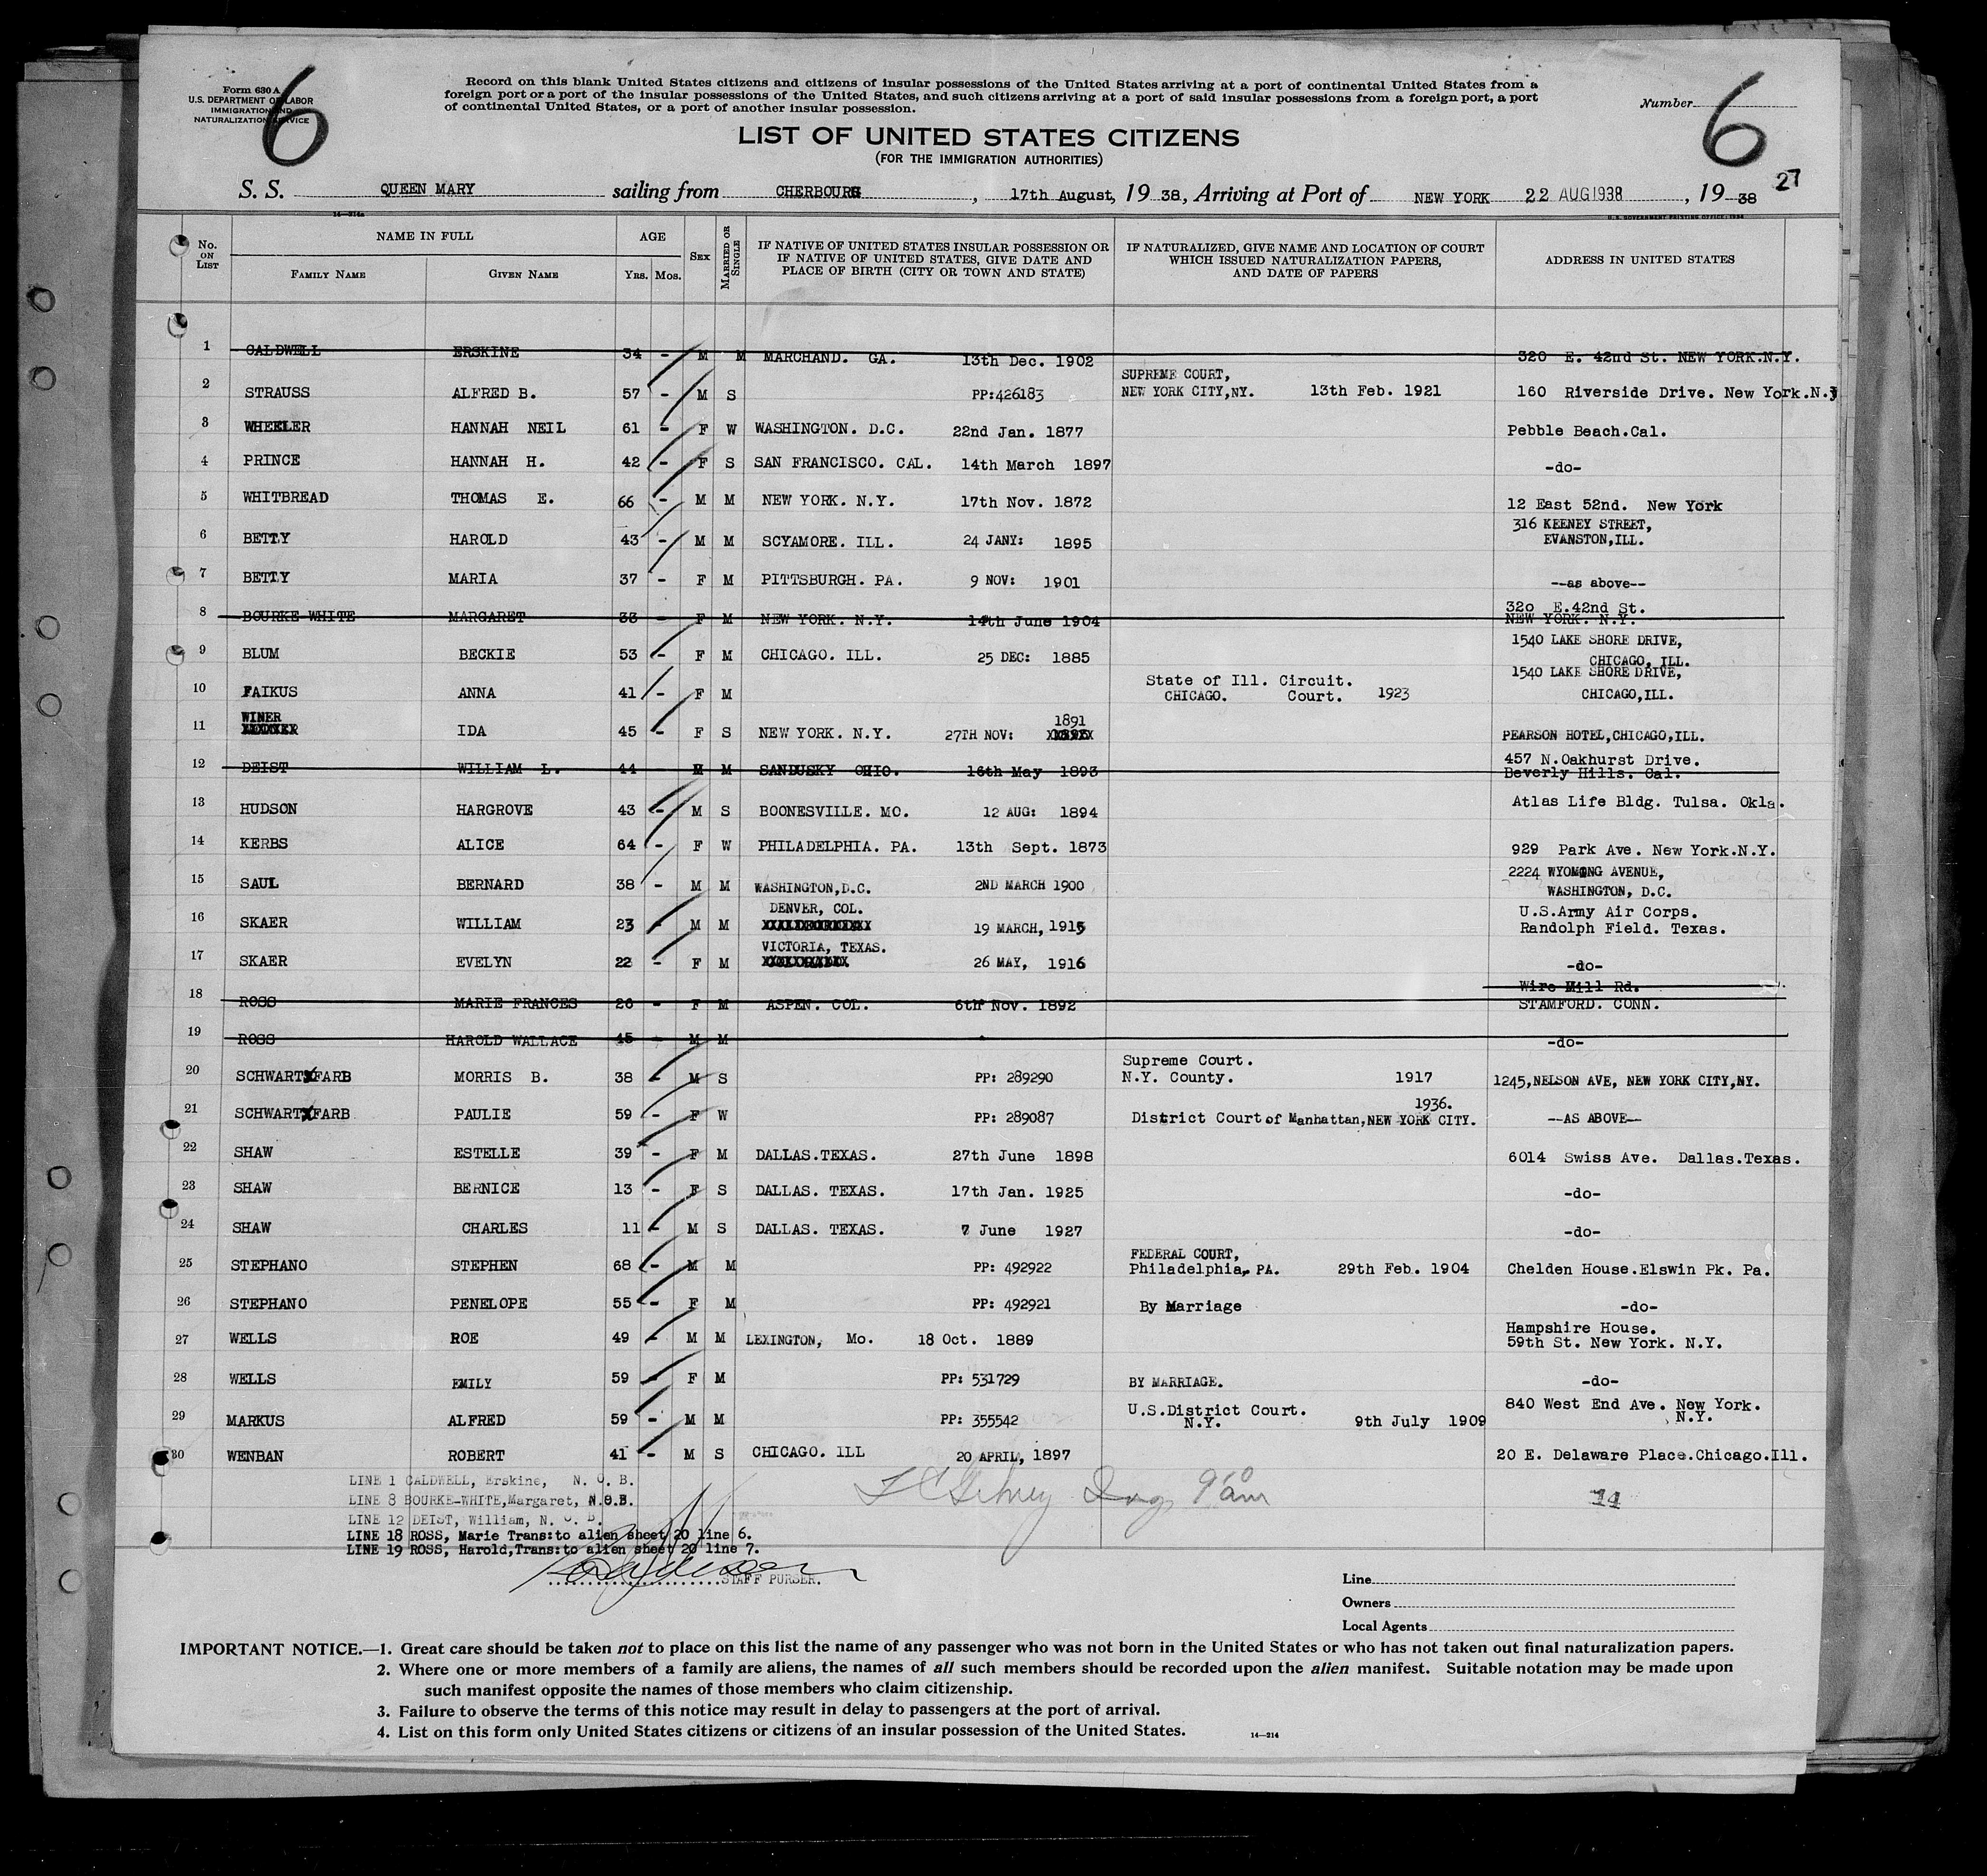 6
Form 630 A
U.S. DEPARTMENT OF LABOR
IMMIGRATION AND
NATURALIZATION SERVICE
Record on this blank United States citizens and citizens of insular possessions of the United States arriving at a port of continental United States from a
foreign port or a port of the insular possessions of the United States, and such citizens arriving at a port of said insular possessions from a foreign port, a port
of continental United States, or a port of another insular possession.
Number 6
LIST OF UNITED STATES CITIZENS
(FOR THE IMMIGRATION AUTHORITIES)
27
S. S. QUEEN MARY sailing from CHERBOURG, 17th August, 19 38, Arriving at Port of NEW YORK 22 AUG 1938, 19 38
14—214a
U. S. GOVERNMENT PRINTING OFFICE: 1934
No. ON LIST NAME IN FULL FAMILY NAME GIVEN NAME AGE YRS. MOS. SEX MARRIED OR SINGLE
IF NATIVE OF UNITED STATES INSULAR POSSESSION OR
IF NATIVE OF UNITED STATES, GIVE DATE AND
PLACE OF BIRTH (CITY OR TOWN AND STATE)
IF NATURALIZED, GIVE NAME AND LOCATION OF COURT
WHICH ISSUED NATURALIZATION PAPERS,
AND DATE OF PAPERS
ADDRESS IN UNITED STATES
1 CALDWELL ERSKINE 34 - M M MARCHAND. GA. 13th Dec. 1902 320 E. 42nd St. NEW YORK.N.Y.
SUPREME COURT,
2 STRAUSS ALFRED B. 57 - M S PP:426183 NEW YORK CITY,NY. 13th Feb. 1921 160 Riverside Drive. New York.N.Y
3 WHEELER HANNAH NEIL 61 - F W WASHINGTON. D.C. 22nd Jan. 1877 Pebble Beach.Cal.
4 PRINCE HANNAH H. 42 - F S SAN FRANCISCO. CAL. 14th March 1897 -do-
5 WHITBREAD THOMAS E. 66 - M M NEW YORK. N.Y. 17th Nov. 1872 12 East 52nd. New York
316 KEENEY STREET,
6 BETTY HAROLD 43 - M M SCYAMORE. ILL. 24 JANY: 1895 EVANSTON,ILL.
7 BETTY MARIA 37 - F M PITTSBURGH. PA. 9 NOV: 1901 --as above--
320 E.42nd St.
8 BOURKE-WHITE MARGARET 33 - F M NEW YORK. N.Y. 14th June 1904 NEW YORK. N.Y.
1540 LAKE SHORE DRIVE,
9 BLUM BECKIE 53 - F M CHICAGO. ILL. 25 DEC: 1885 CHICAGO, ILL.
State of Ill. Circuit. 1540 LAKE SHORE DRIVE,
10 FAIKUS ANNA 41 - F M CHICAGO. Court. 1923 CHICAGO,ILL.
WINER 1891
11 IDA 45 - F S NEW YORK. N.Y. 27TH NOV: PEARSON HOTEL,CHICAGO,ILL.
457 N.Oakhurst Drive.
12 DEIST WILLIAM L. 44 M M SANDUSKY OHIO. 16th May 1893 Beverly Hills. Cal.
13 HUDSON HARGROVE 43 - M S BOONESVILLE. MO. 12 AUG: 1894 Atlas Life Bldg. Tulsa. Okla.
14 KERBS ALICE 64 - F W PHILADELPHIA. PA. 13th Sept. 1873 929 Park Ave. New York.N.Y.
2224 WYOMING AVENUE,
15 SAUL BERNARD 38 - M M WASHINGTON,D.C. 2ND MARCH 1900 WASHINGTON, D.C.
DENVER, COL. U.S.Army Air Corps.
16 SKAER WILLIAM 23 - M M 19 MARCH, 1915 Randolph Field. Texas.
VICTORIA, TEXAS.
17 SKAER EVELYN 22 - F M 26 MAY, 1916 -do-
Wire Mill Rd.
18 ROSS MARIE FRANCES 26 - F M ASPEN. COL. 6th Nov. 1892 STAMFORD. CONN.
19 ROSS HAROLD WALLACE 45 - M M -do-
Supreme Court.
20 SCHWARTXFARB MORRIS B. 38 - M S PP: 289290 N.Y. County. 1917 1245,NELSON AVE, NEW YORK CITY,NY.
1936.
21 SCHWARTXFARB PAULIE 59 - F W PP: 289087 District Court of Manhattan,NEW YORK CITY. --AS ABOVE--
22 SHAW ESTELLE 39 - F M DALLAS.TEXAS. 27th June 1898 6014 Swiss Ave. Dallas.Texas.
23 SHAW BERNICE 13 - F S DALLAS. TEXAS. 17th Jan. 1925 -do-
24 SHAW CHARLES 11 - M S DALLAS. TEXAS. 7 June 1927 -do-
FEDERAL COURT,
25 STEPHANO STEPHEN 68 - M M PP: 492922 Philadelphia, PA. 29th Feb. 1904 Chelden House.Elswin Pk. Pa.
26 STEPHANO PENELOPE 55 - F M PP: 492921 By Marriage -do-
Hampshire House.
27 WELLS ROE 49 - M M LEXINGTON, Mo. 18 Oct. 1889 59th St. New York. N.Y.
28 WELLS EMILY 59 - F M PP: 531729 BY MARRIAGE. -do-
U.S.District Court. 840 West End Ave. New York.
29 MARKUS ALFRED 59 - M M PP: 355542 N.Y. 9th July 1909 N.Y.
30 WENBAN ROBERT 41 - M S CHICAGO. ILL 20 APRIL, 1897 20 E. Delaware Place.Chicago.Ill.
LINE 1 CALDWELL, Erskine, N. O. B.
LINE 8 BOURKE-WHITE,Margaret, N.O.B.
LINE 12 DEIST, William, N. O. B.
LINE 18 ROSS, Marie Trans:to alien sheet 20 line 6.
LINE 19 ROSS, Harold,Trans:to alien sheet 20 line 7.
14
STAFF PURSER.
Line
Owners
Local Agents
IMPORTANT NOTICE.—1. Great care should be taken not to place on this list the name of any passenger who was not born in the United States or who has not taken out final naturalization papers.
2. Where one or more members of a family are aliens, the names of all such members should be recorded upon the alien manifest. Suitable notation may be made upon
such manifest opposite the names of those members who claim citizenship.
3. Failure to observe the terms of this notice may result in delay to passengers at the port of arrival.
4. List on this form only United States citizens or citizens of an insular possession of the United States.
14—214